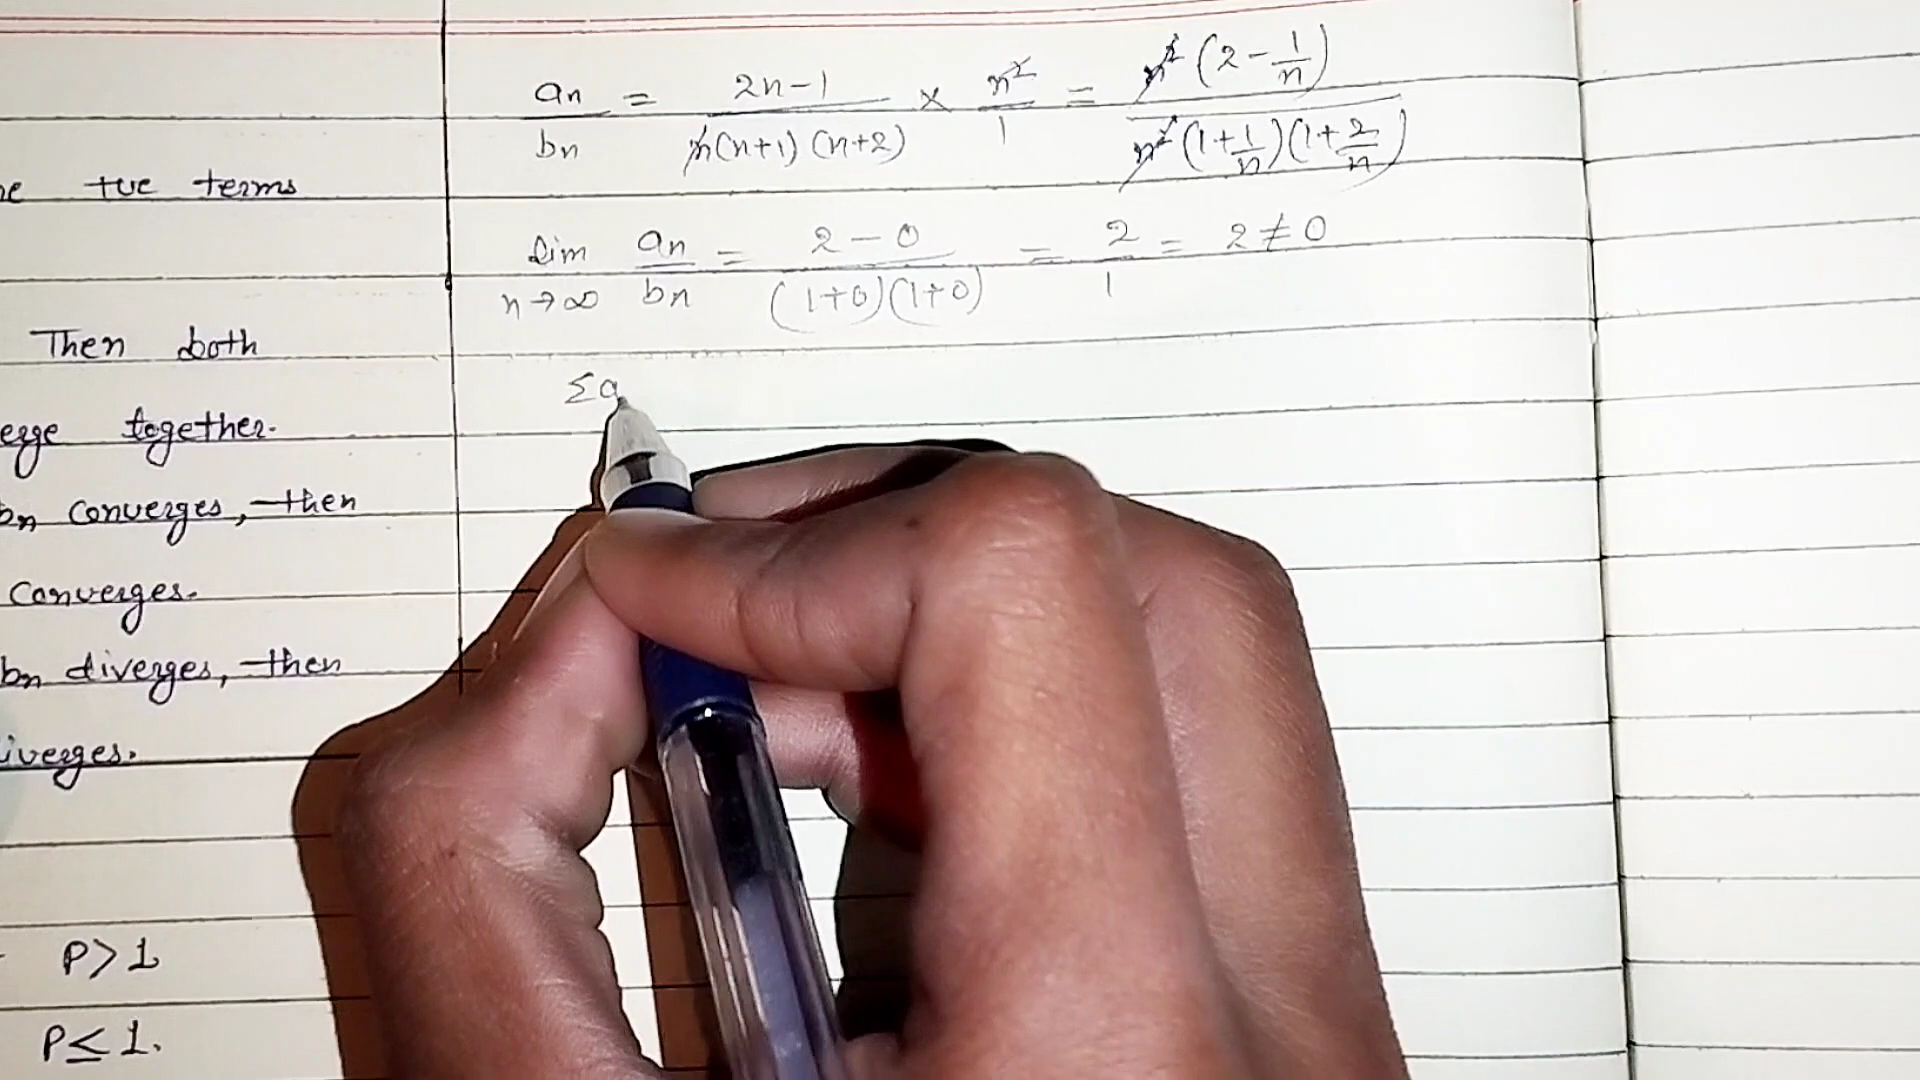 tve terms
Then both
together.
bn converges, then
converges.
bn diverges, then
P>1
P≤ 1.
an/bn = 2n-1/n(n+1)(n+2) × n²/1 = n²(2-1/n)/n²(1+1/n)(1+2/n)
lim n→∞ an/bn = 2-0/(1+0)(1+0) = 2/1 = 2≠0
Σa